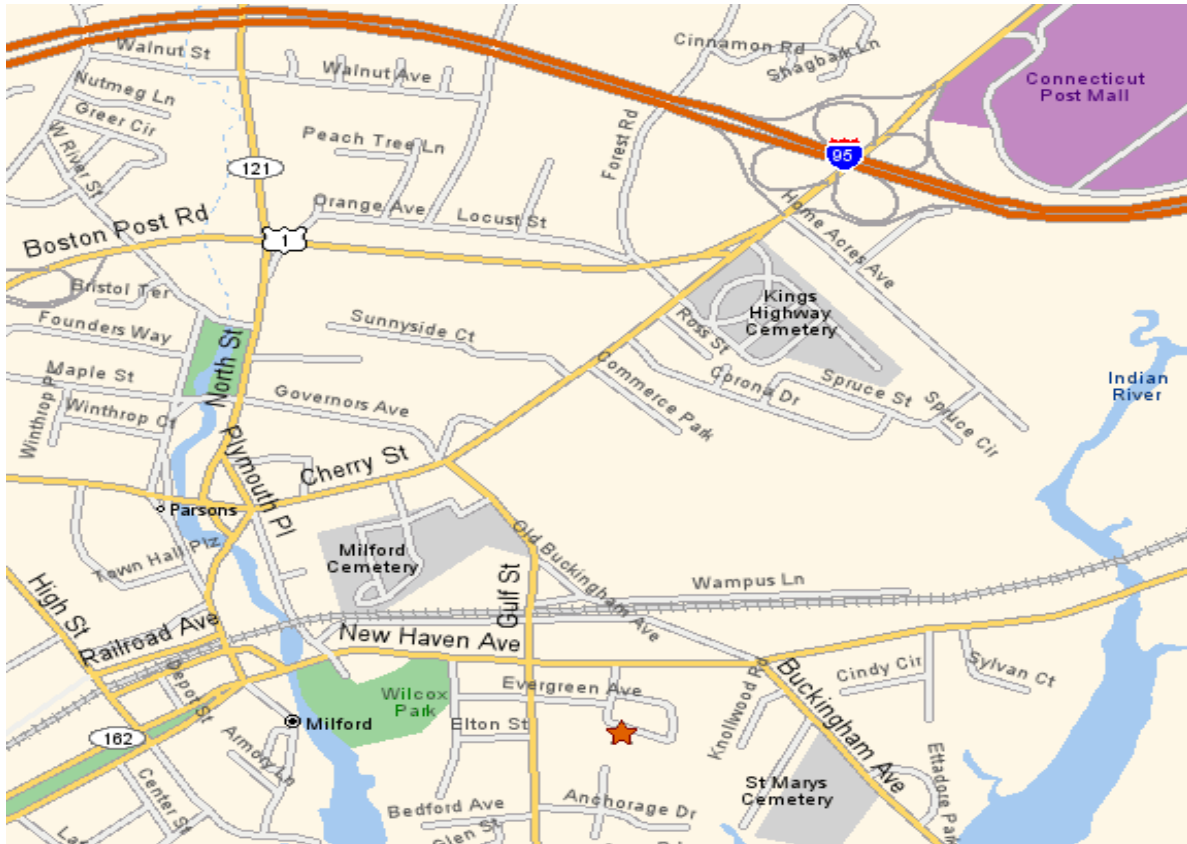 Walnut St
Walnut Ave
Cinnamon Rd
Shagbark Ln
Connecticut
Post Mall
Nutmeg Ln
Greer Cir
W River St
Peach Tree Ln
Forest Rd
95
121
Orange Ave
Locust St
Home Acres Ave
Boston Post Rd
1
Bristol Ter
Kings
Highway
Cemetery
Founders Way
North St
Sunnyside Ct
Ross St
Commerce Park
Corona Dr
Spruce St
Spruce Cir
Indian
River
Maple St
Winthrop Ct
Governors Ave
Plymouth Pl
Cherry St
Parsons
Town Hall Plz
Milford
Cemetery
Old Buckingham Ave
Gulf St
Wampus Ln
High St
Railroad Ave
New Haven Ave
Depot St
Wilcox
Park
Evergreen Ave
Knollwood Rd
Buckingham Ave
Cindy Cir
Sylvan Ct
162
Milford
Elton St
Armory Ln
Center St
St Marys
Cemetery
Ettadore Park
Bedford Ave
Anchorage Dr
Glen St